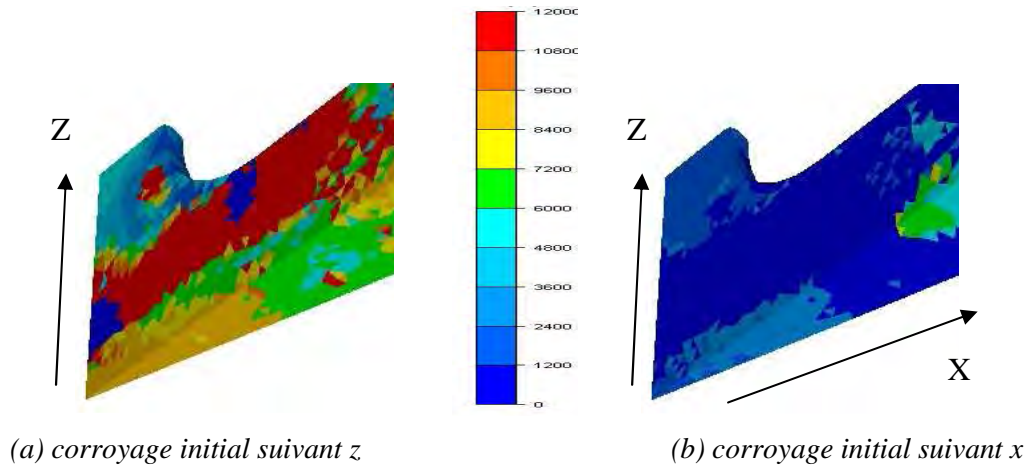 12000
10800
9600
8400
7200
6000
4800
3600
2400
1200
0
Z
Z
X
(a) corroyage initial suivant z
(b) corroyage initial suivant x